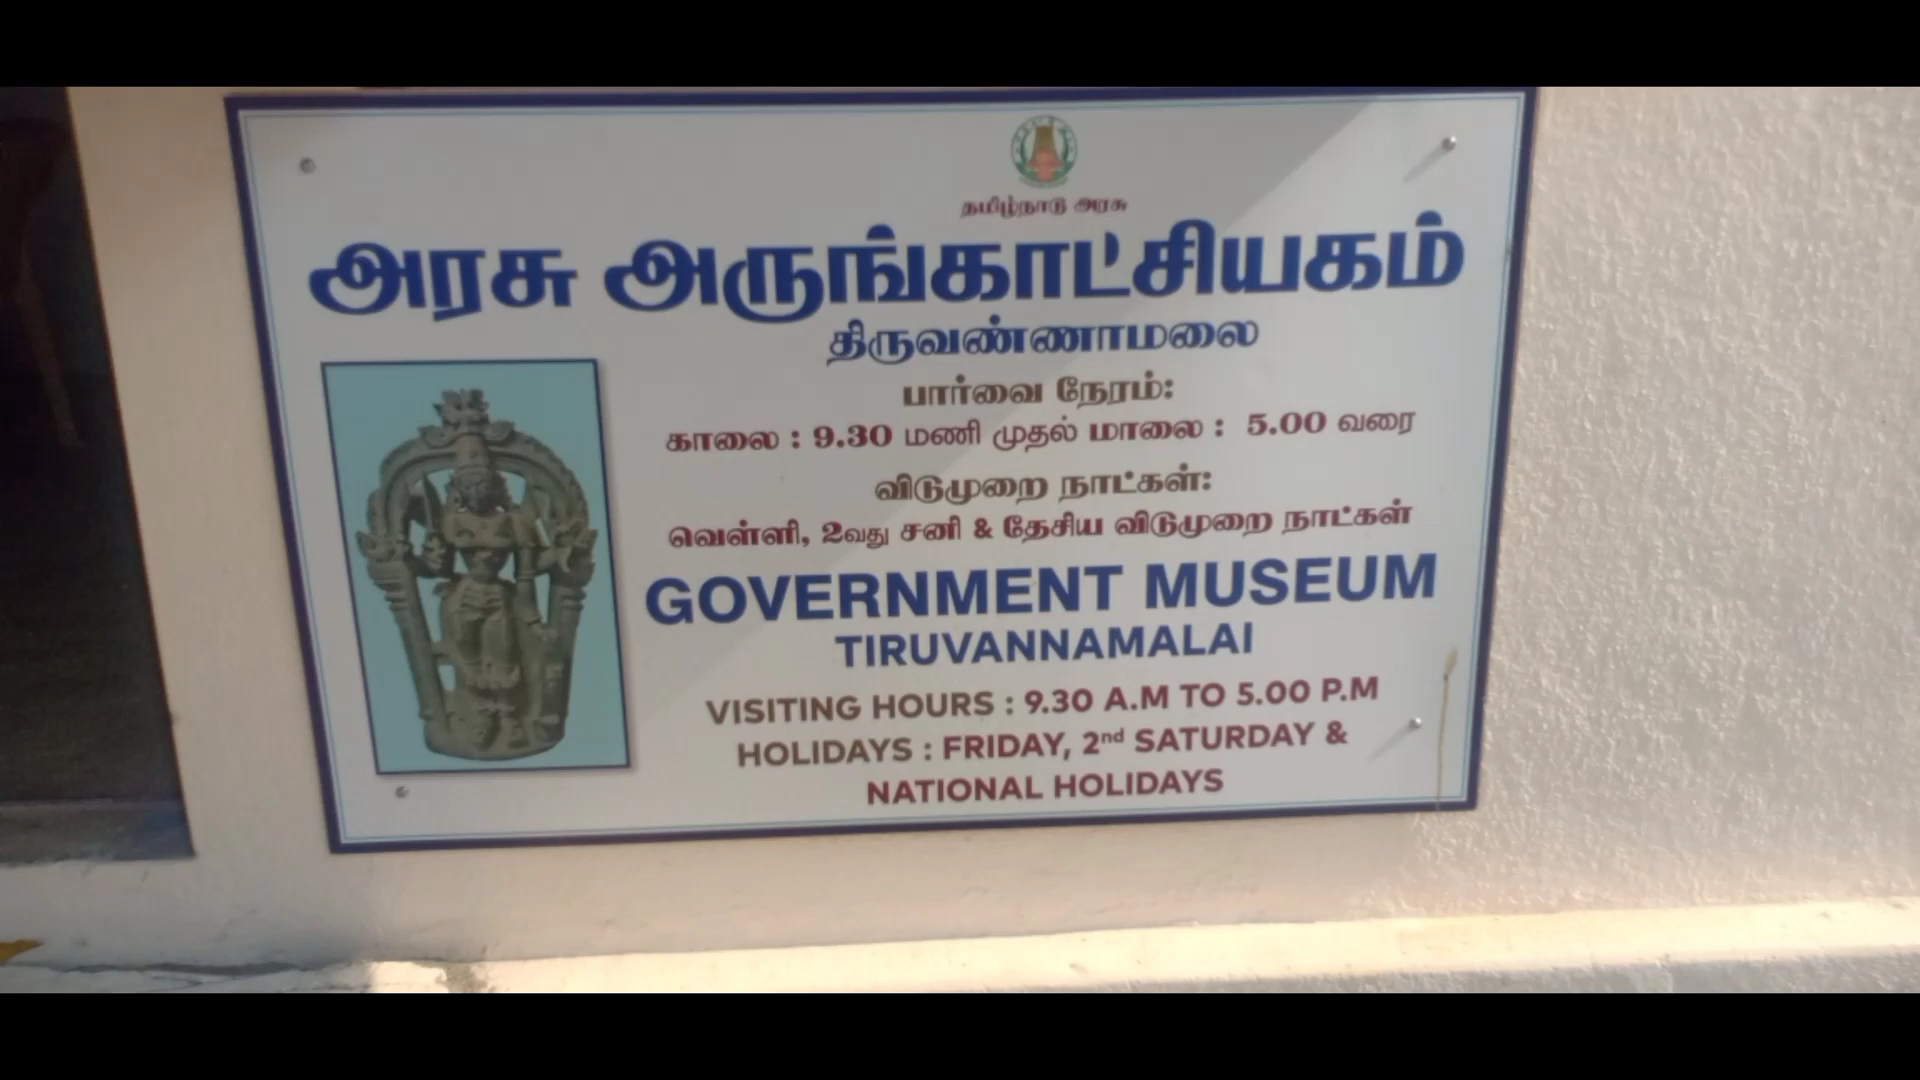 தமிழ்நாடு அரசு
அரசு அருங்காட்சியகம்
திருவண்ணாமலை
பார்வை நேரம்:
காலை : 9.30 மணி முதல் மாலை : 5.00 வரை
விடுமுறை நாட்கள்:
வெள்ளி, 2வது சனி & தேசிய விடுமுறை நாட்கள்
GOVERNMENT MUSEUM
TIRUVANNAMALAI
VISITING HOURS : 9.30 A.M TO 5.00 P.M
HOLIDAYS : FRIDAY, 2nd SATURDAY &
NATIONAL HOLIDAYS